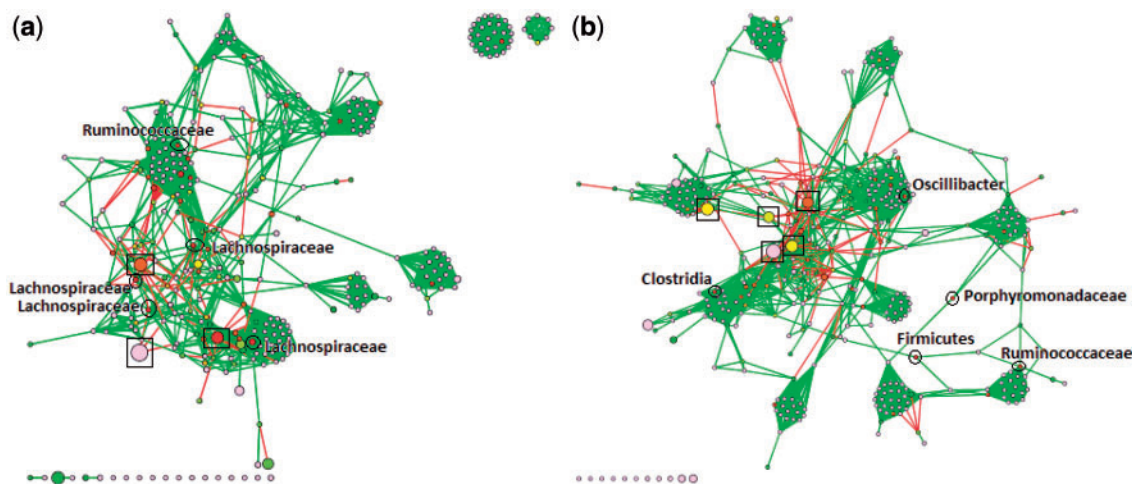 (a)
Ruminococcaceae
Lachnospiraceae
Lachnospiraceae
Lachnospiraceae
Lachnospiraceae
(b)
Oscillibacter
Clostridia
Porphyromonadaceae
Firmicutes
Ruminococcaceae